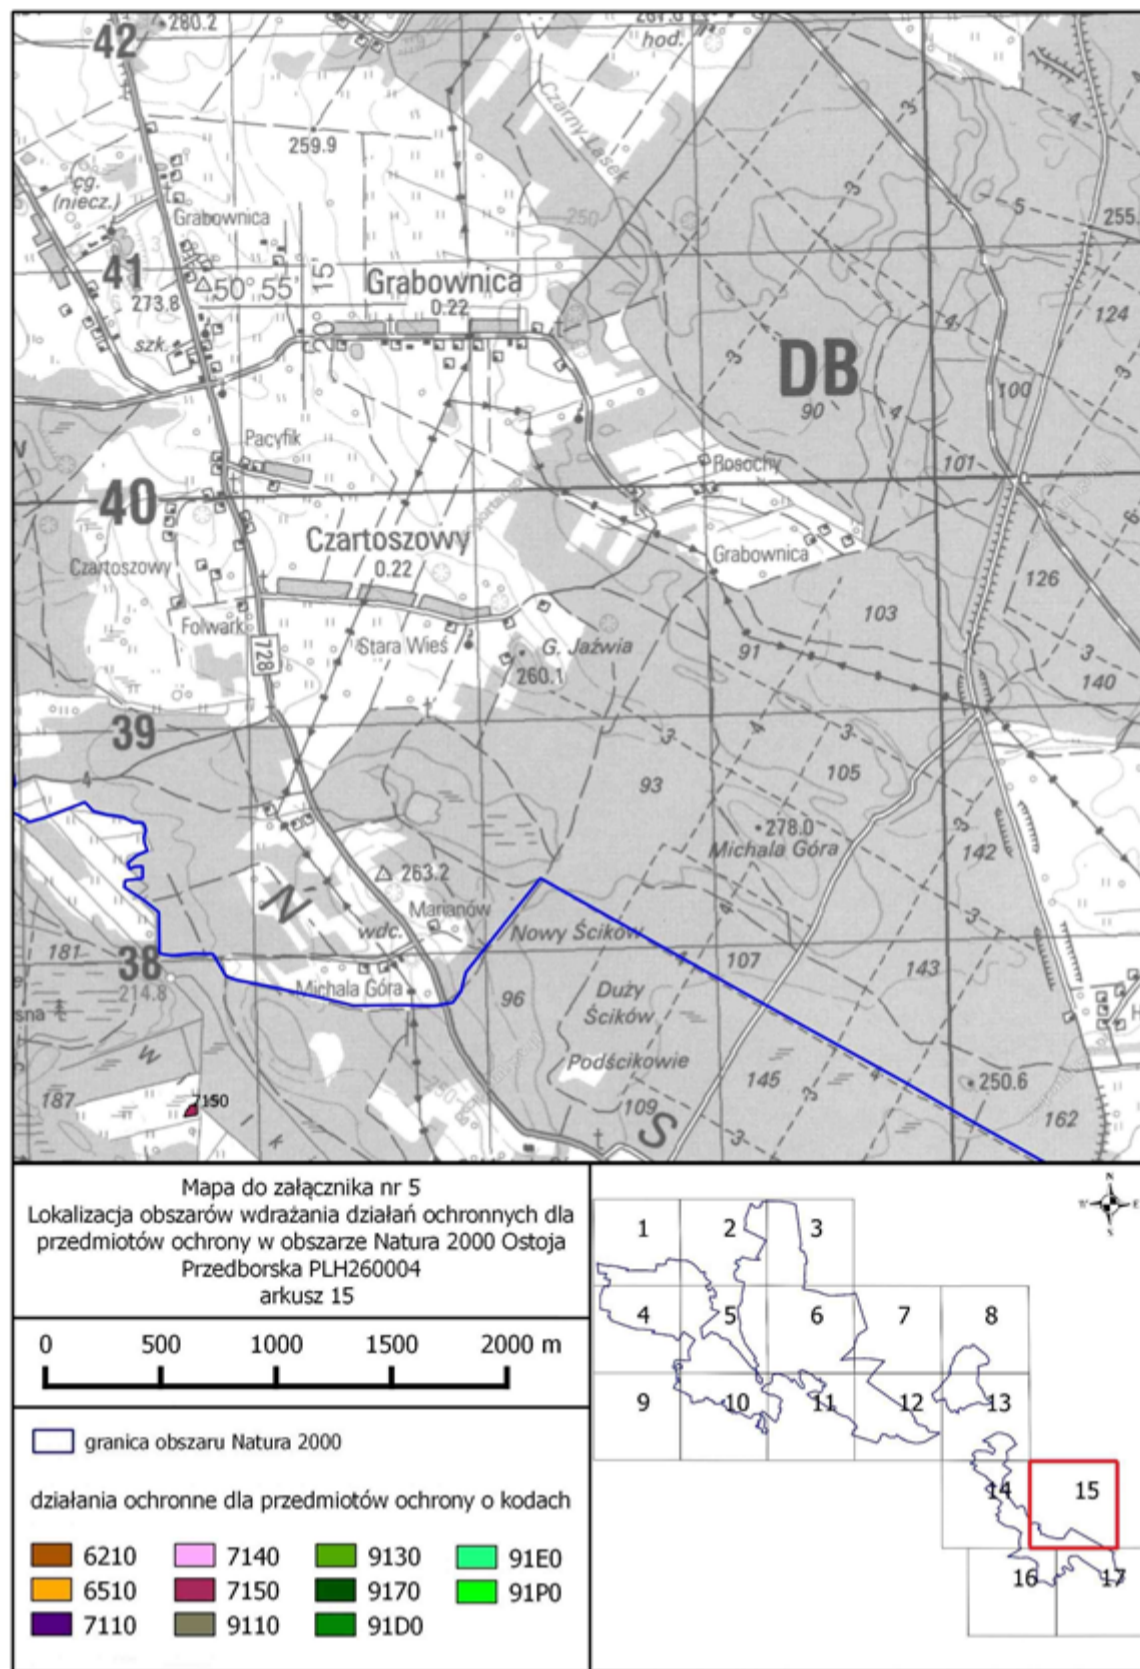 42
280.2
hod.
Czarny Lasek
259.9
3
4
cg.
(niecz.)
Grabownica
250
3
5
255.
41
273.8
50° 55'
15'
Grabownica
0.22
szk.
DB
90
124
100
101
Pacyfik
Rosochy
40
Czartoszowy
0.22
Czartoszowy
Grabownica
126
103
Folwark
Stara Wieś
G. Jaźwia
260.1
91
728
140
39
93
105
278.0
Michala Góra
142
263.2
Marianów
wdc.
N
Nowy Ścików
181
38
214.8
Michala Góra
96
107
143
Duży
Ścików
sna
W
Podścikowie
145
250.6
187
7150
109
162
S
Mapa do załącznika nr 5
Lokalizacja obszarów wdrażania działań ochronnych dla
przedmiotów ochrony w obszarze Natura 2000 Ostoja
Przedborska PLH260004
arkusz 15
0 500 1000 1500 2000 m
granica obszaru Natura 2000
działania ochronne dla przedmiotów ochrony o kodach
6210 7140 9130 91E0
6510 7150 9170 91P0
7110 9110 91D0
N
W E
S
1 2 3
4 5 6 7 8
9 10 11 12 13
14 15
16 17